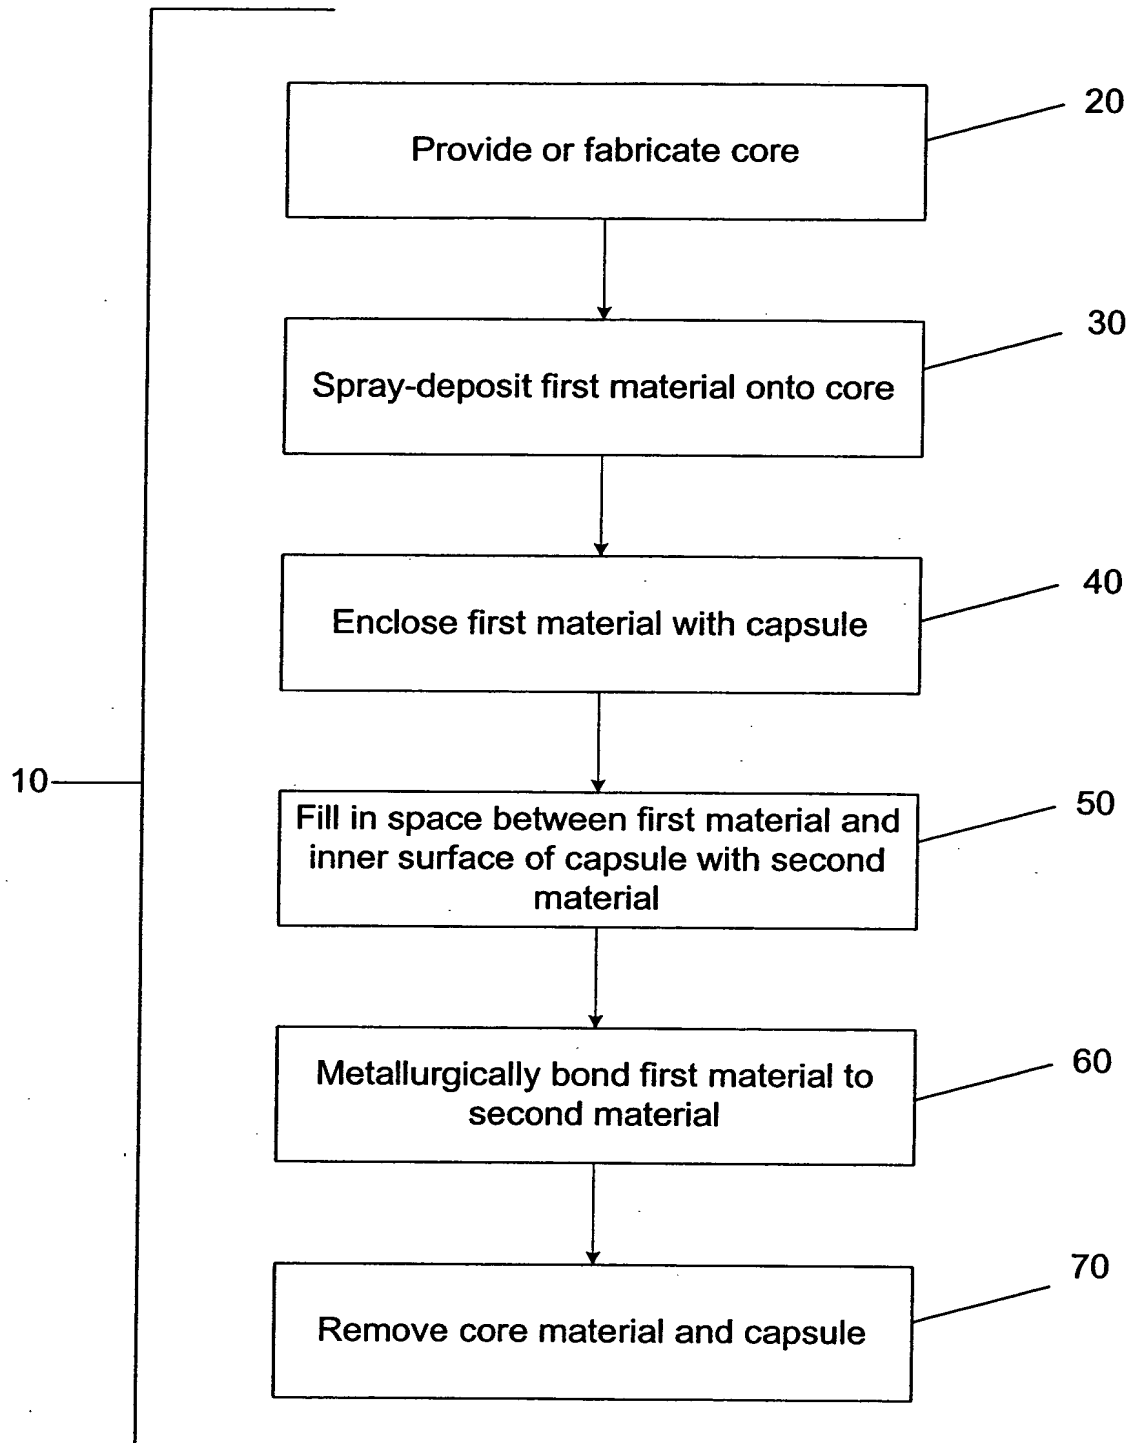 20
Provide or fabricate core
30
Spray-deposit first material onto core
40
Enclose first material with capsule
10
50
Fill in space between first material and
inner surface of capsule with second
material
60
Metallurgically bond first material to
second material
70
Remove core material and capsule